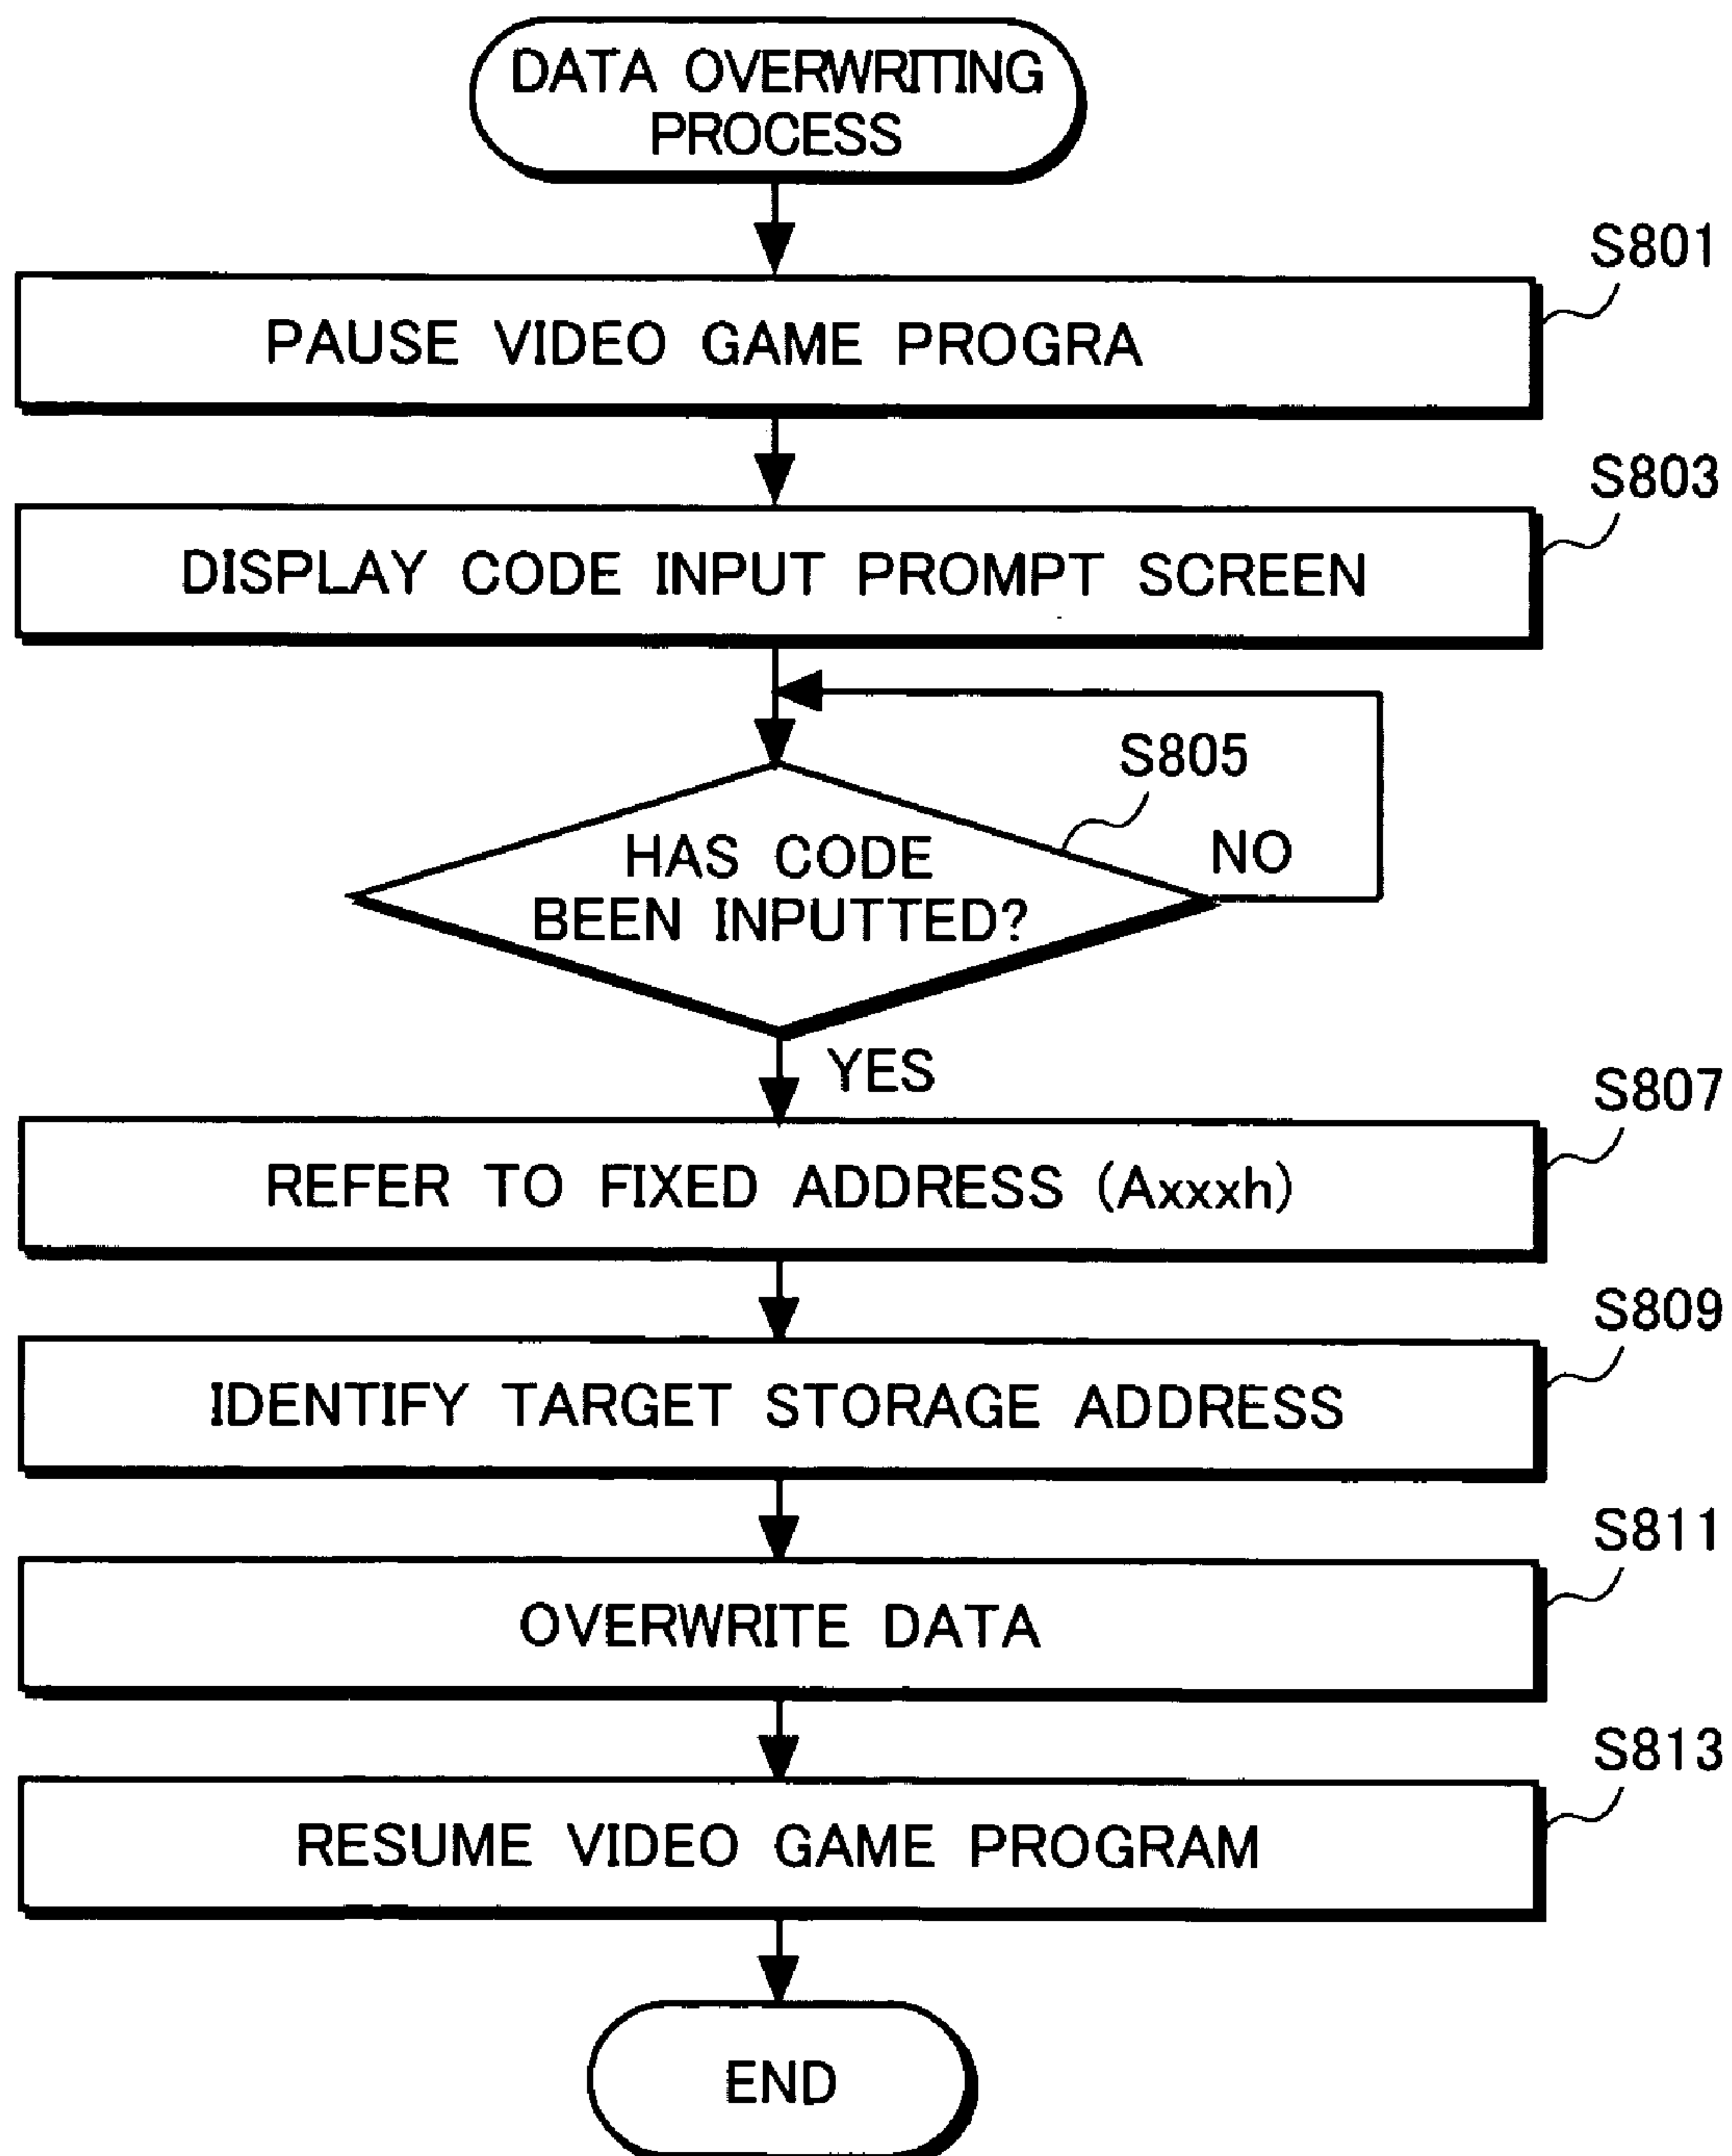 DATA OVERWRITING
PROCESS
S801
PAUSE VIDEO GAME PROGRA
S803
DISPLAY CODE INPUT PROMPT SCREEN
S805
HAS CODE
BEEN INPUTTED?
NO
YES
S807
REFER TO FIXED ADDRESS (Axxxh)
S809
IDENTIFY TARGET STORAGE ADDRESS
S811
OVERWRITE DATA
S813
RESUME VIDEO GAME PROGRAM
END